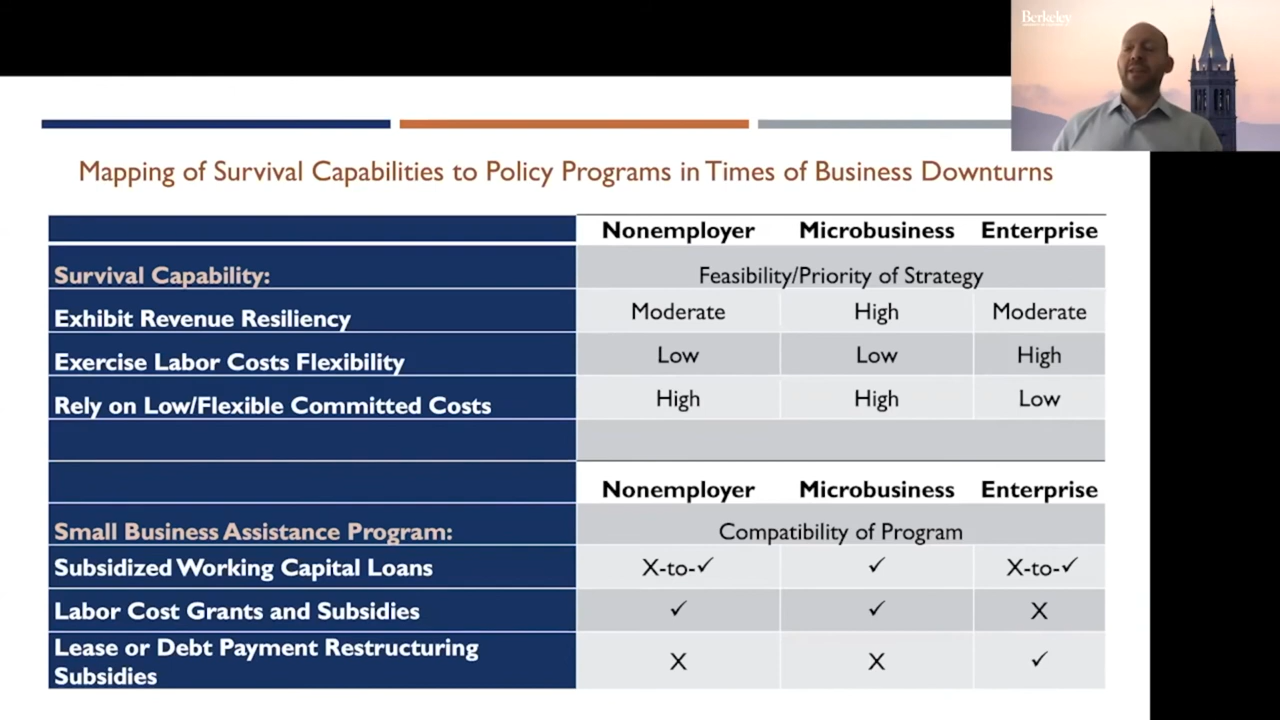 Berkeley
Mapping of Survival Capabilities to Policy Programs in Times of Business Downturns
Nonemployer Microbusiness Enterprise
Survival Capability: Feasibility/Priority of Strategy
Exhibit Revenue Resiliency Moderate High Moderate
Exercise Labor Costs Flexibility Low Low High
Rely on Low/Flexible Committed Costs High High Low
Nonemployer Microbusiness Enterprise
Small Business Assistance Program: Compatibility of Program
Subsidized Working Capital Loans X-to-✓ ✓ X-to-✓
Labor Cost Grants and Subsidies ✓ ✓ X
Lease or Debt Payment Restructuring
Subsidies X X ✓